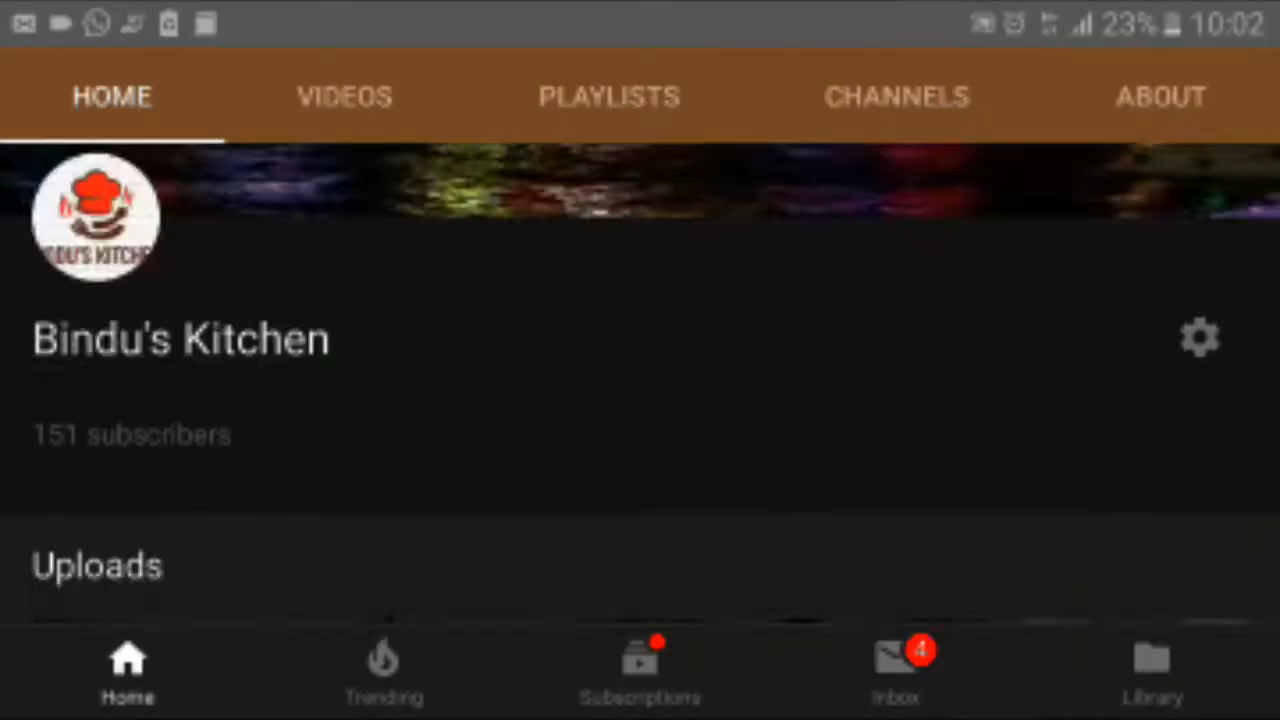 23% 10:02
HOME VIDEOS PLAYLISTS CHANNELS ABOUT
Bindu's Kitchen
151 subscribers
Uploads
4
Home Trending Subscriptions Inbox Library